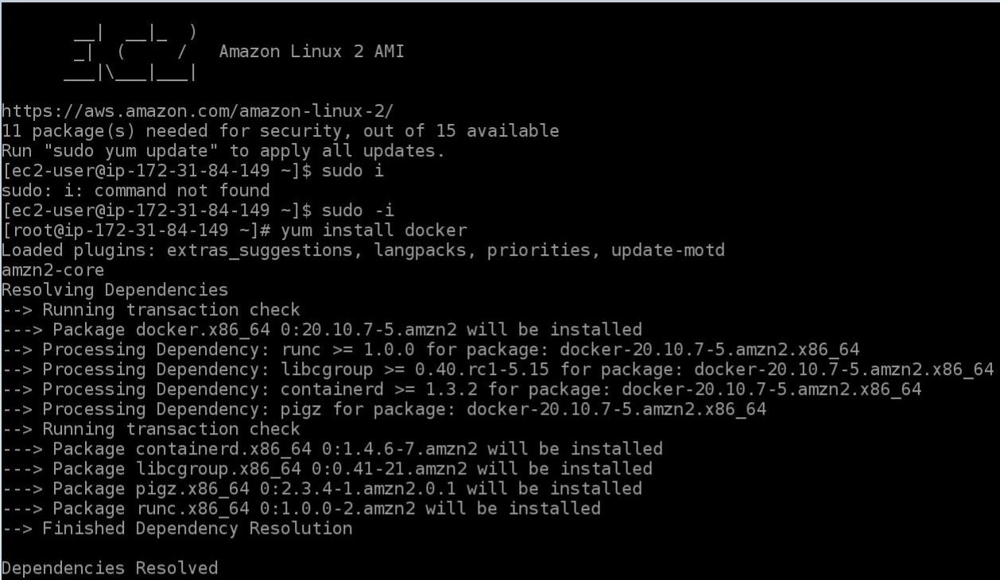 __|  __|_  )
       _|  (     /   Amazon Linux 2 AMI
      ___|\___|___|
https://aws.amazon.com/amazon-linux-2/
11 package(s) needed for security, out of 15 available
Run "sudo yum update" to apply all updates.
[ec2-user@ip-172-31-84-149 ~]$ sudo i
sudo: i: command not found
[ec2-user@ip-172-31-84-149 ~]$ sudo -i
[root@ip-172-31-84-149 ~]# yum install docker
Loaded plugins: extras_suggestions, langpacks, priorities, update-motd
amzn2-core
Resolving Dependencies
--> Running transaction check
---> Package docker.x86_64 0:20.10.7-5.amzn2 will be installed
--> Processing Dependency: runc >= 1.0.0 for package: docker-20.10.7-5.amzn2.x86_64
--> Processing Dependency: libcgroup >= 0.40.rc1-5.15 for package: docker-20.10.7-5.amzn2.x86_64
--> Processing Dependency: containerd >= 1.3.2 for package: docker-20.10.7-5.amzn2.x86_64
--> Processing Dependency: pigz for package: docker-20.10.7-5.amzn2.x86_64
--> Running transaction check
---> Package containerd.x86_64 0:1.4.6-7.amzn2 will be installed
---> Package libcgroup.x86_64 0:0.41-21.amzn2 will be installed
---> Package pigz.x86_64 0:2.3.4-1.amzn2.0.1 will be installed
---> Package runc.x86_64 0:1.0.0-2.amzn2 will be installed
--> Finished Dependency Resolution
Dependencies Resolved